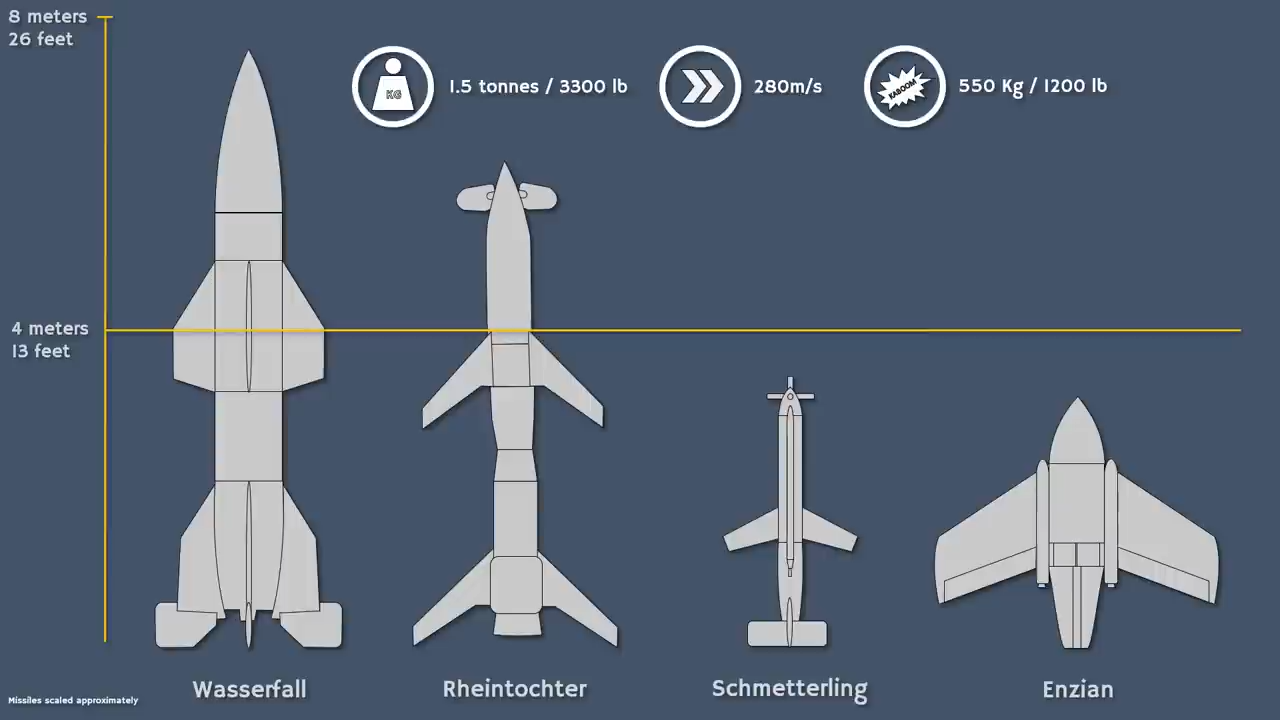 8 meters
26 feet
KG
1.5 tonnes / 3300 lb
280m/s
KABOOM
550 Kg / 1200 lb
4 meters
13 feet
Wasserfall
Rheintochter
Schmetterling
Enzian
Missiles scaled approximately